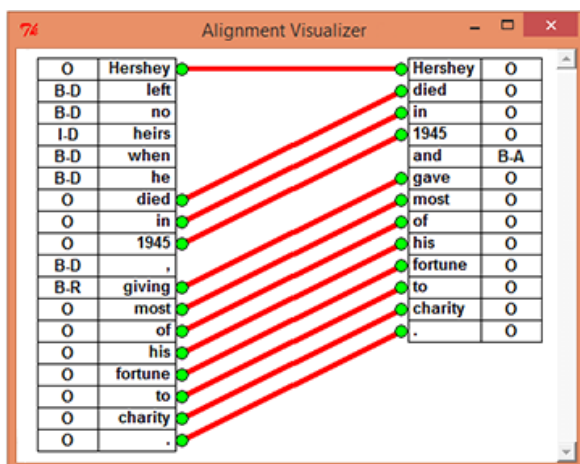 Alignment Visualizer
O Hershey Hershey O
B-D left died O
B-D no in O
I-D heirs 1945 O
B-D when and B-A
B-D he gave O
O died most O
O in of O
O 1945 his O
B-D , fortune O
B-R giving to O
O most charity O
O of . O
O his
O fortune
O to
O charity
O .